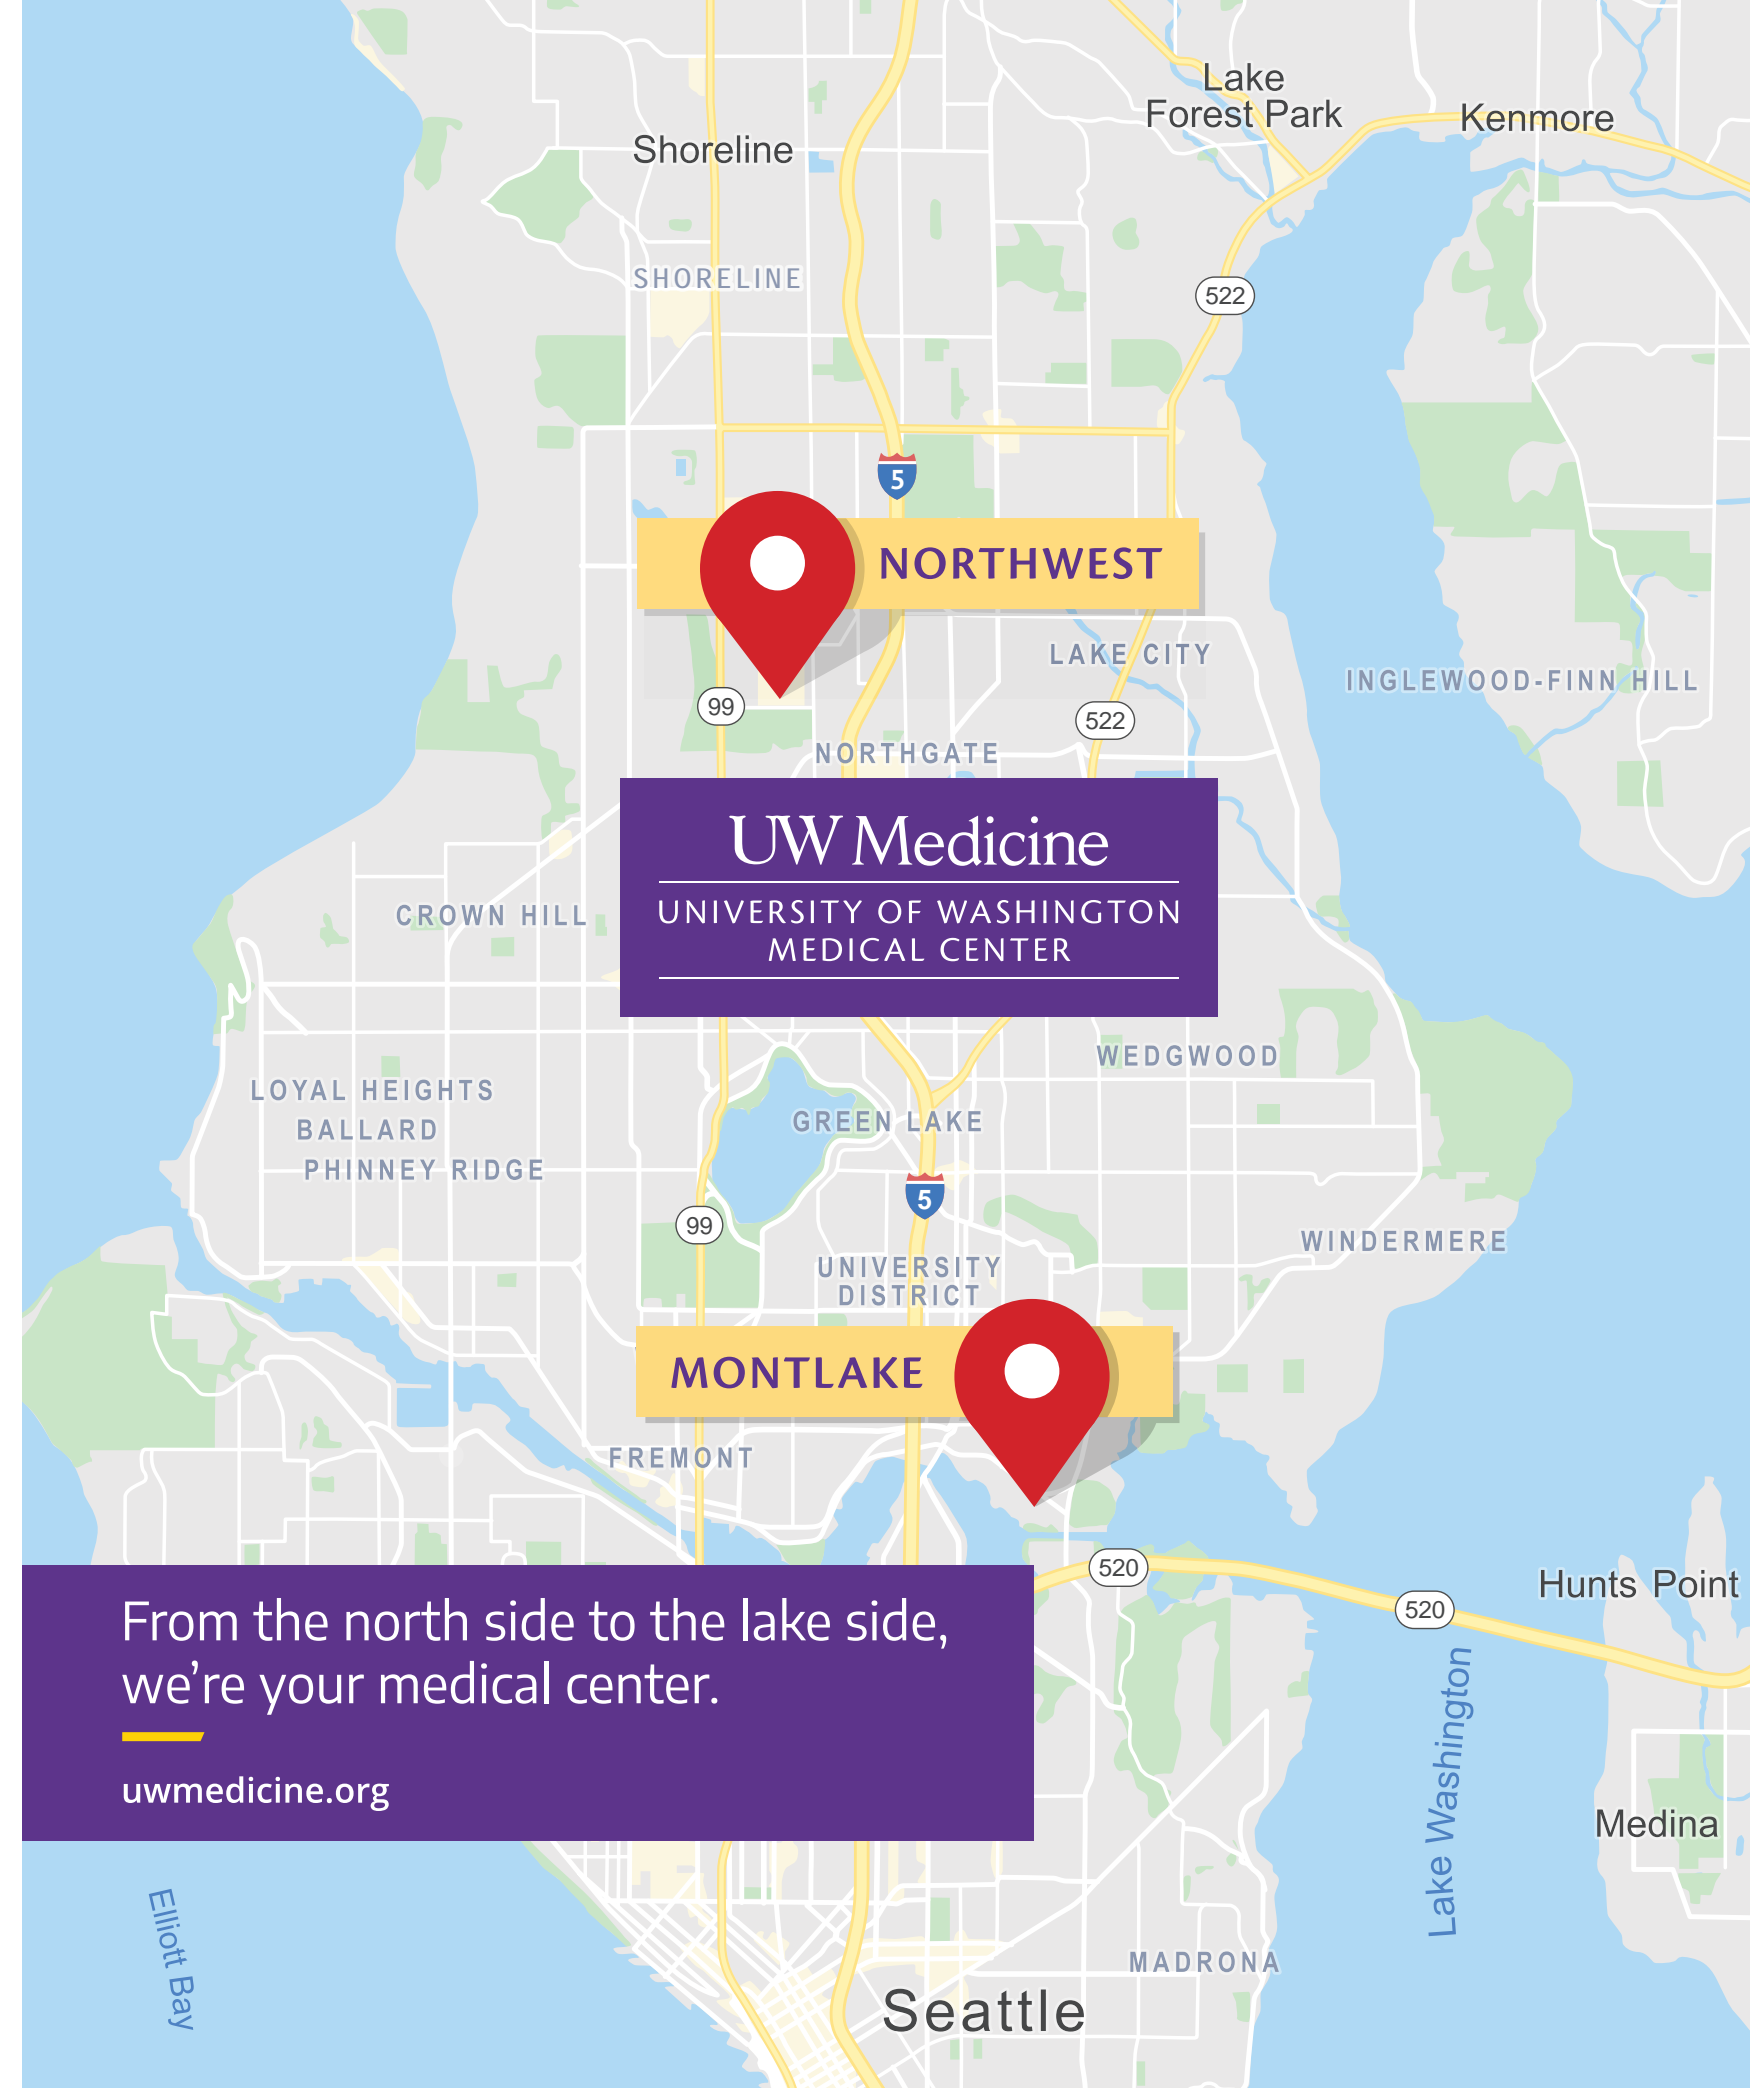 Lake
Forest Park
Kenmore
Shoreline
SHORELINE
522
5
NORTHWEST
LAKE CITY
INGLEWOOD-FINN HILL
99
522
NORTHGATE
UW Medicine
UNIVERSITY OF WASHINGTON
MEDICAL CENTER
CROWN HILL
WEDGWOOD
LOYAL HEIGHTS
BALLARD
PHINNEY RIDGE
GREEN LAKE
5
99
WINDERMERE
UNIVERSITY
DISTRICT
MONTLAKE
FREMONT
520
520
Hunts Point
From the north side to the lake side,
we're your medical center.
uwmedicine.org
Lake Washington
Medina
Elliott Bay
MADRONA
Seattle